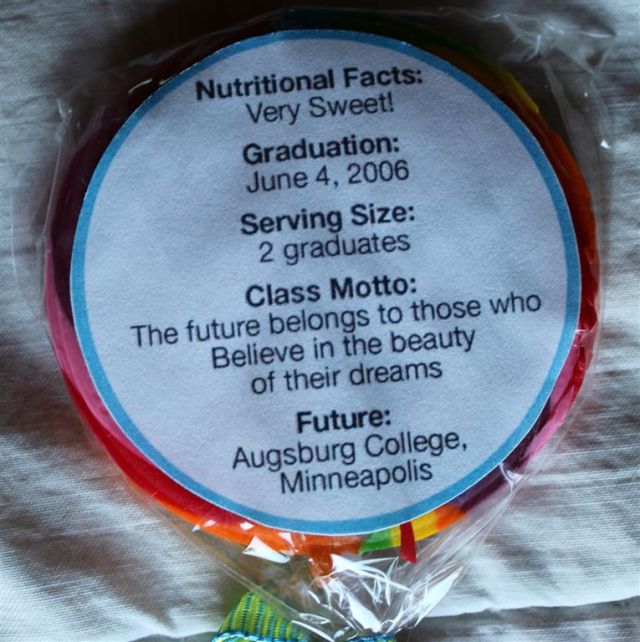 Nutritional Facts:
Very Sweet!
Graduation:
June 4, 2006
Serving Size:
2 graduates
Class Motto:
The future belongs to those who
Believe in the beauty
of their dreams
Future:
Augsburg College,
Minneapolis